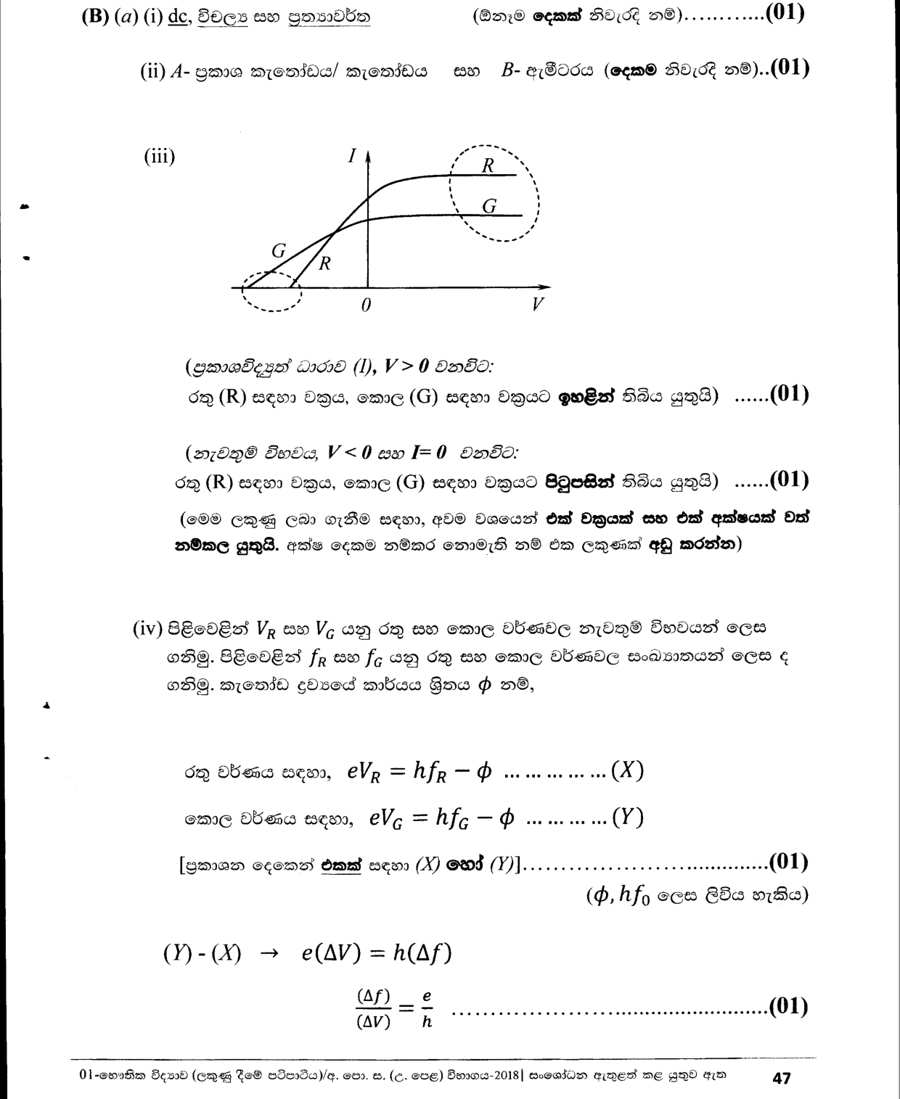 (B) (a) (i) dc, විචල්‍ය සහ ප්‍රත්‍යාවර්ත (ඕනෑම දෙකක් නිවැරදි නම්)............(01)
(ii) A- ප්‍රකාශ කැතෝඩය/ කැතෝඩය සහ B- ඇමීටරය (දෙකම නිවැරදි නම්)..(01)
(iii)
I
R
G
G
R
0
V
(ප්‍රකාශවිද්‍යුත් ධාරාව (I), V > 0 වනවිට:
රතු (R) සඳහා වක්‍රය, කොල (G) සඳහා වක්‍රයට ඉහළින් තිබිය යුතුයි) ......(01)
(නැවතුම් විභවය, V < 0 සහ I= 0 වනවිට:
රතු (R) සඳහා වක්‍රය, කොල (G) සඳහා වක්‍රයට පිටුපසින් තිබිය යුතුයි) ......(01)
(මෙම ලකුණු ලබා ගැනීම සඳහා, අවම වශයෙන් එක් වක්‍රයක් සහ එක් අක්ෂයක් වත්
නම්කල යුතුයි. අක්ෂ දෙකම නම්කර නොමැති නම් එක ලකුණක් අඩු කරන්න)
(iv) පිළිවෙළින් V_R සහ V_G යනු රතු සහ කොල වර්ණවල නැවතුම් විභවයන් ලෙස
ගනිමු. පිළිවෙළින් f_R සහ f_G යනු රතු සහ කොල වර්ණවල සංඛ්‍යාතයන් ලෙස ද
ගනිමු. කැතෝඩ ද්‍රව්‍යයේ කාර්යය ශ්‍රිතය ϕ නම්,
රතු වර්ණය සඳහා, eV_R = hf_R − ϕ ... ... ... ... ... (X)
කොල වර්ණය සඳහා, eV_G = hf_G − ϕ ... ... ... ... (Y)
[ප්‍රකාශන දෙකෙන් එකක් සඳහා (X) හෝ (Y)]................................(01)
(ϕ, hf₀ ලෙස ලිවිය හැකිය)
(Y) - (X) → e(ΔV) = h(Δf)
(Δf)/(ΔV) = e/h ................................................(01)
01-භෞතික විද්‍යාව (ලකුණු දීමේ පටිපාටිය)/අ. පො. ස. (උ. පෙළ) විභාගය-2018| සංශෝධන ඇතුළත් කළ යුතුව ඇත 47